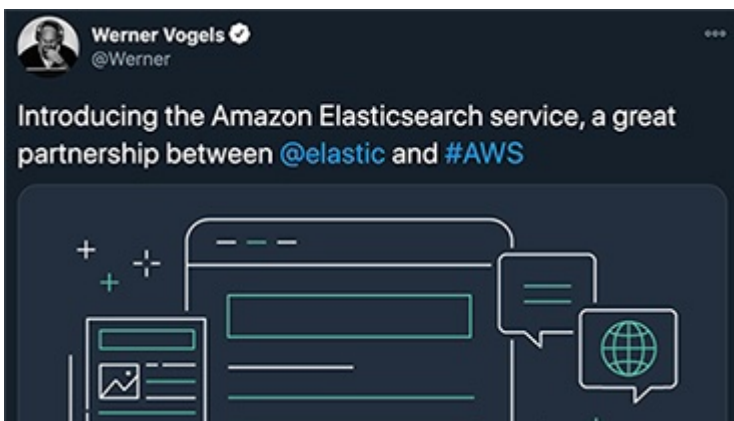 Werner Vogels
@Werner
Introducing the Amazon Elasticsearch service, a great
partnership between @elastic and #AWS